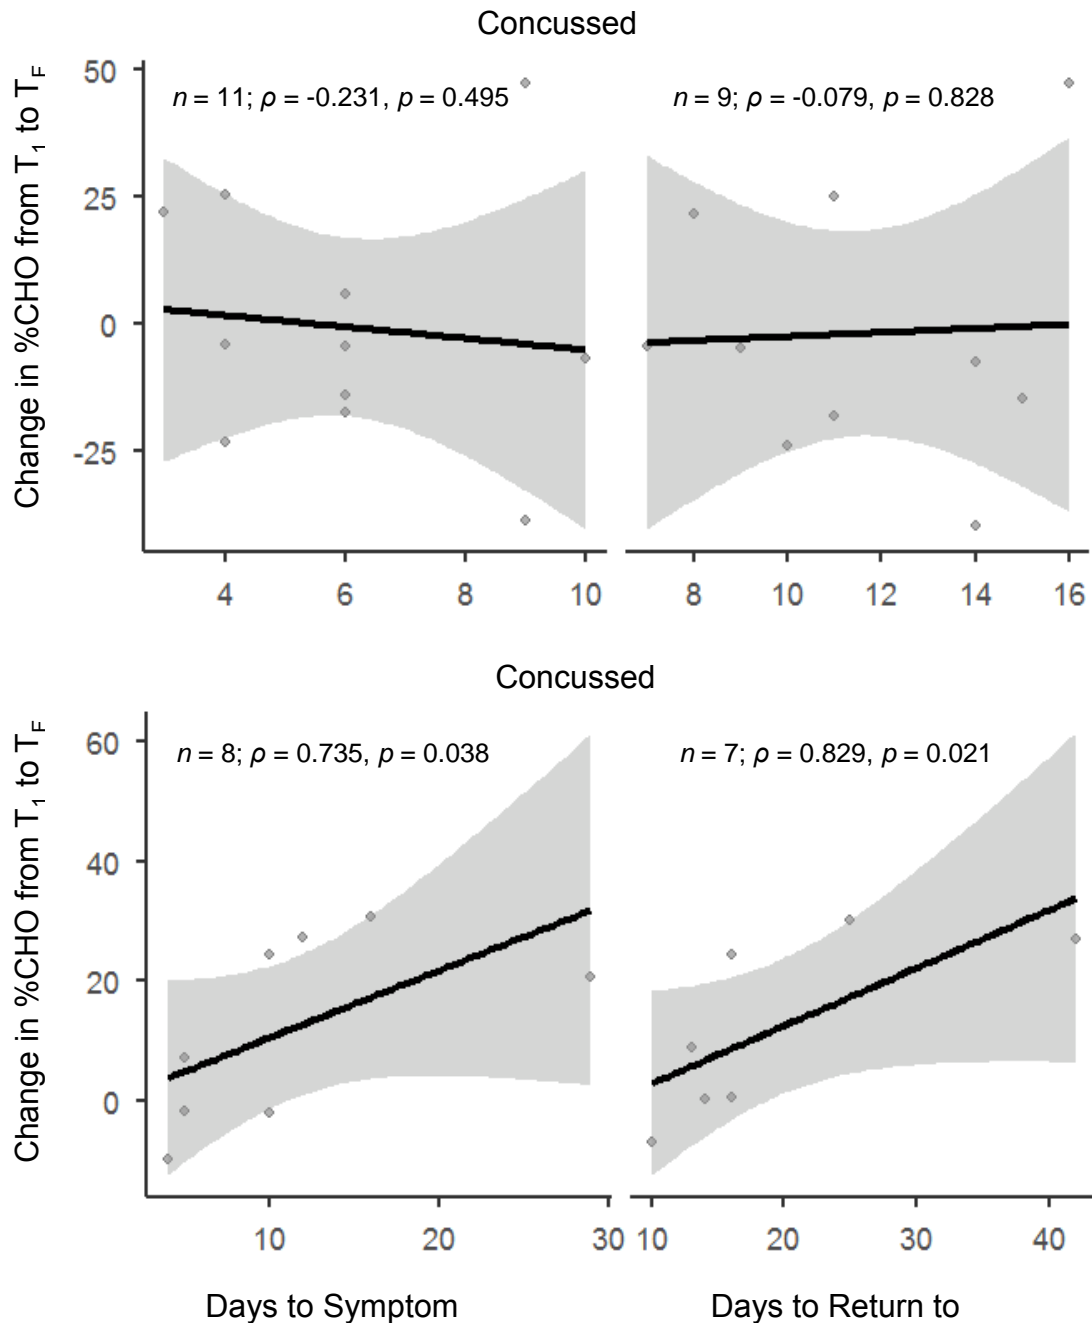 Concussed
Change in %CHO from T₁ to T_F
n = 11; ρ = -0.231, p = 0.495
n = 9; ρ = -0.079, p = 0.828
50
25
0
-25
4 6 8 10
8 10 12 14 16
Concussed
Change in %CHO from T₁ to T_F
n = 8; ρ = 0.735, p = 0.038
n = 7; ρ = 0.829, p = 0.021
60
40
20
0
10 20 30
10 20 30 40
Days to Symptom
Days to Return to